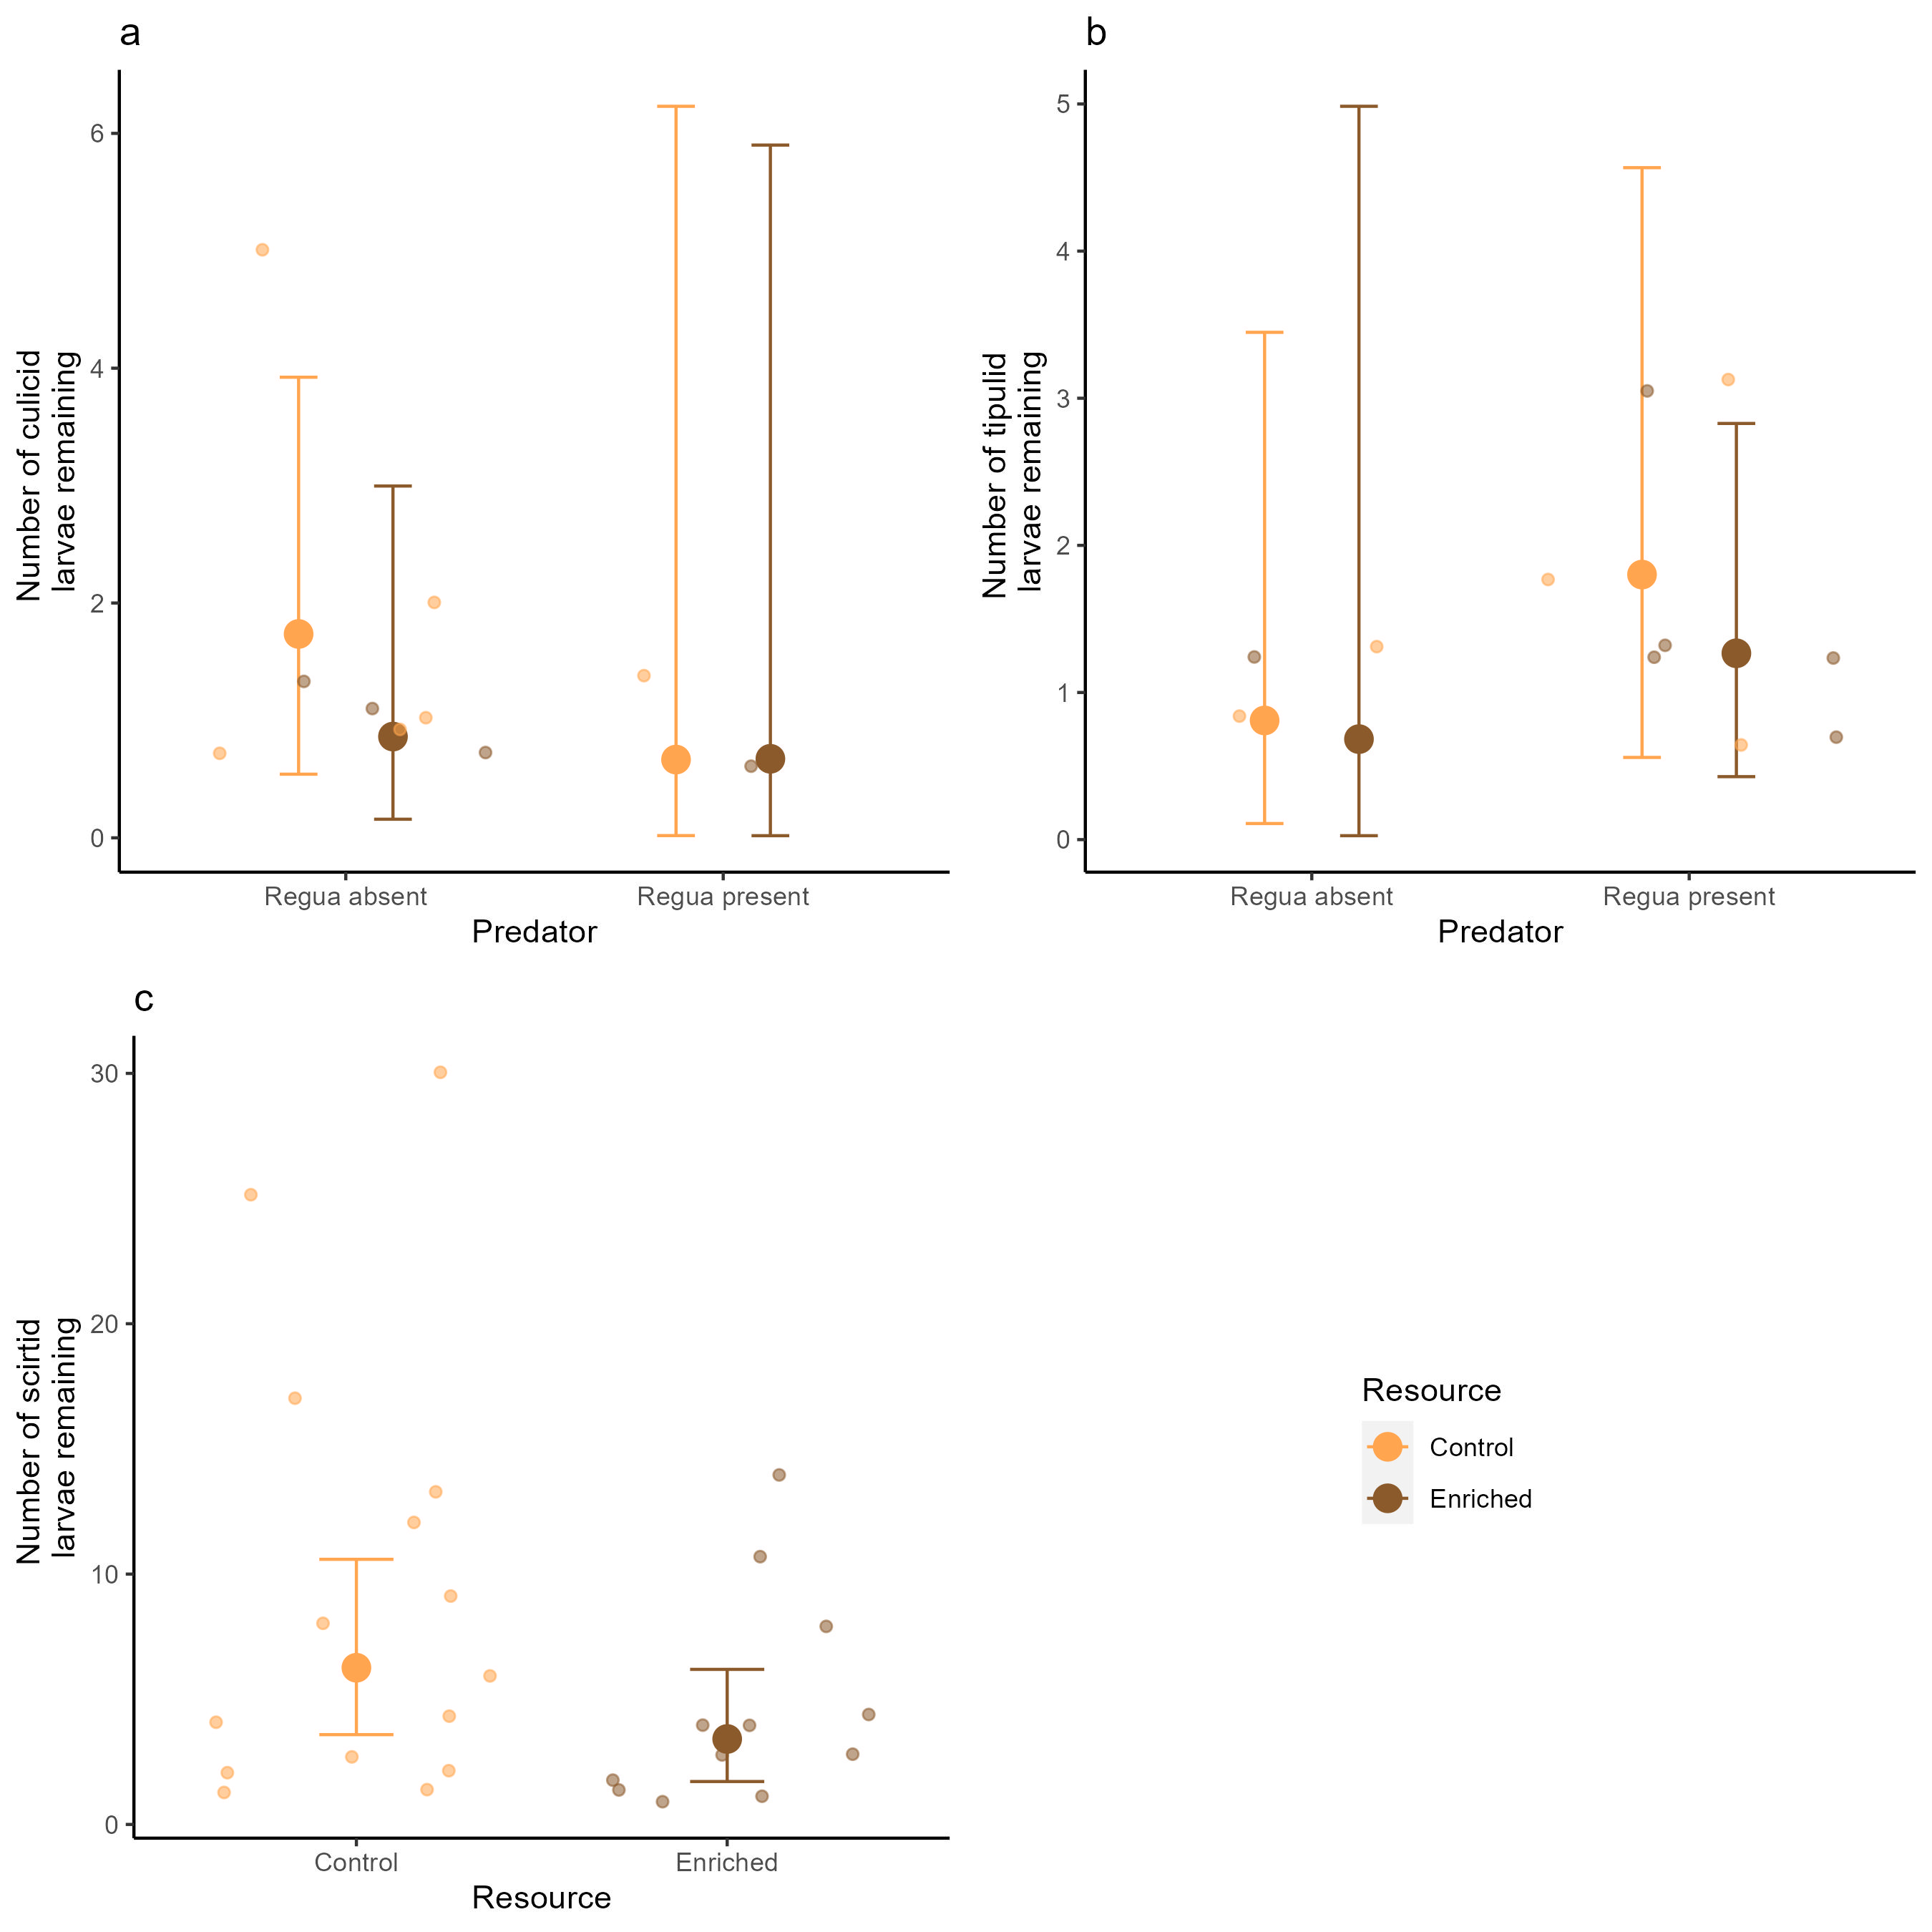 a
Number of culicid
larvae remaining
6
4
2
0
Regua absent
Regua present
Predator
b
Number of tipulid
larvae remaining
5
4
3
2
1
0
Regua absent
Regua present
Predator
c
Number of scirtid
larvae remaining
30
20
10
0
Control
Enriched
Resource
Resource
Control
Enriched